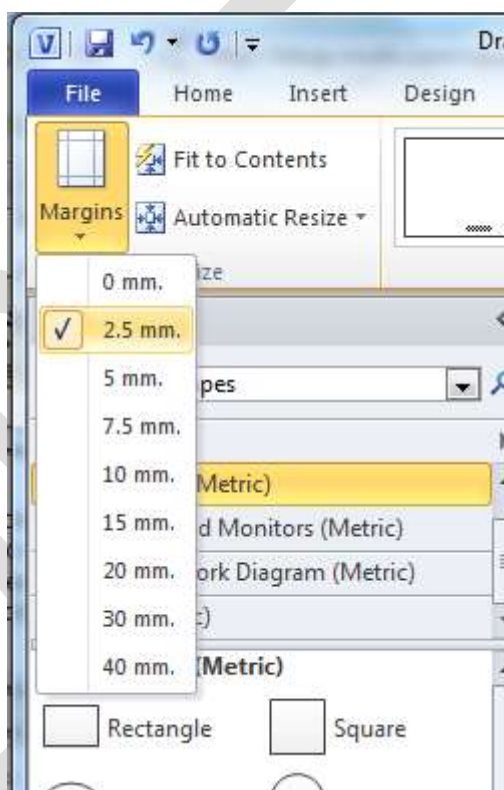 V
Dr
File Home Insert Design
Fit to Contents
Margins
Automatic Resize
ize
0 mm.
2.5 mm.
5 mm.
pes
7.5 mm.
10 mm.
Metric)
15 mm.
d Monitors (Metric)
20 mm.
ork Diagram (Metric)
30 mm.
c)
40 mm.
(Metric)
Rectangle Square